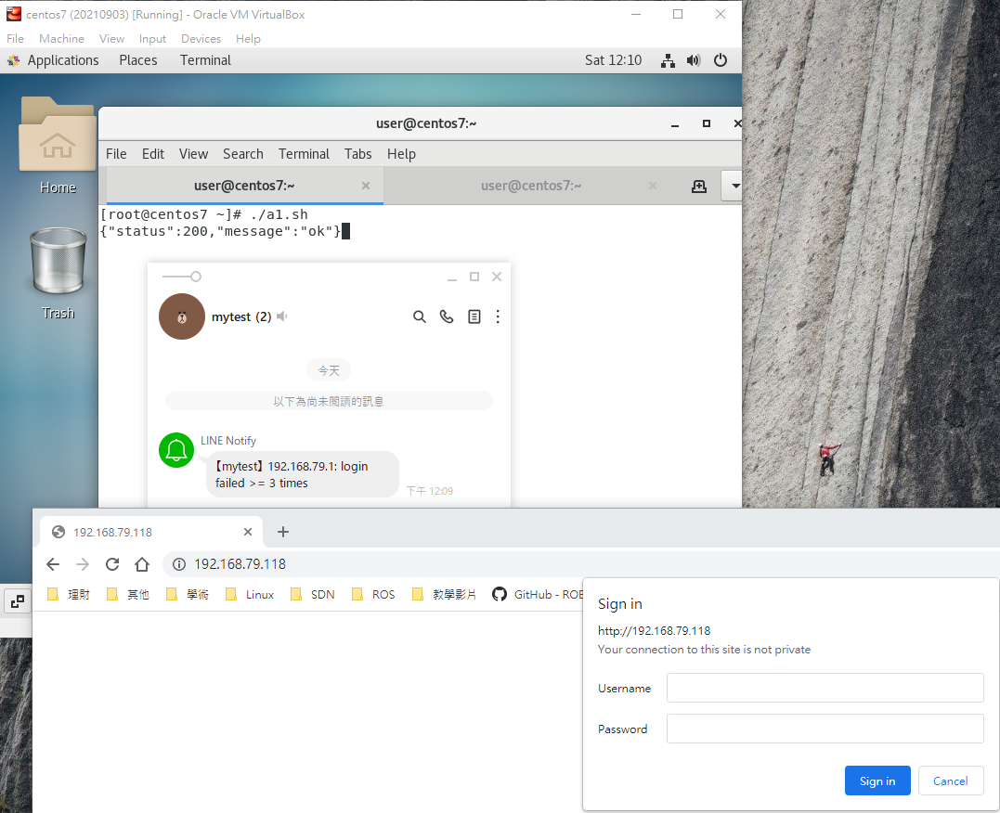 centos7 (20210903) [Running] - Oracle VM VirtualBox
File Machine View Input Devices Help
Applications Places Terminal Sat 12:10
Home
Trash
user@centos7:~
File Edit View Search Terminal Tabs Help
user@centos7:~ × user@centos7:~ ×
[root@centos7 ~]# ./a1.sh
{"status":200,"message":"ok"}
mytest (2)
今天
以下為尚未閱讀的訊息
LINE Notify
【mytest】 192.168.79.1: login
failed >= 3 times
下午 12:09
192.168.79.118
192.168.79.118
理財 其他 學術 Linux SDN ROS 教學影片 GitHub - ROB
Sign in
http://192.168.79.118
Your connection to this site is not private
Username
Password
Sign in Cancel